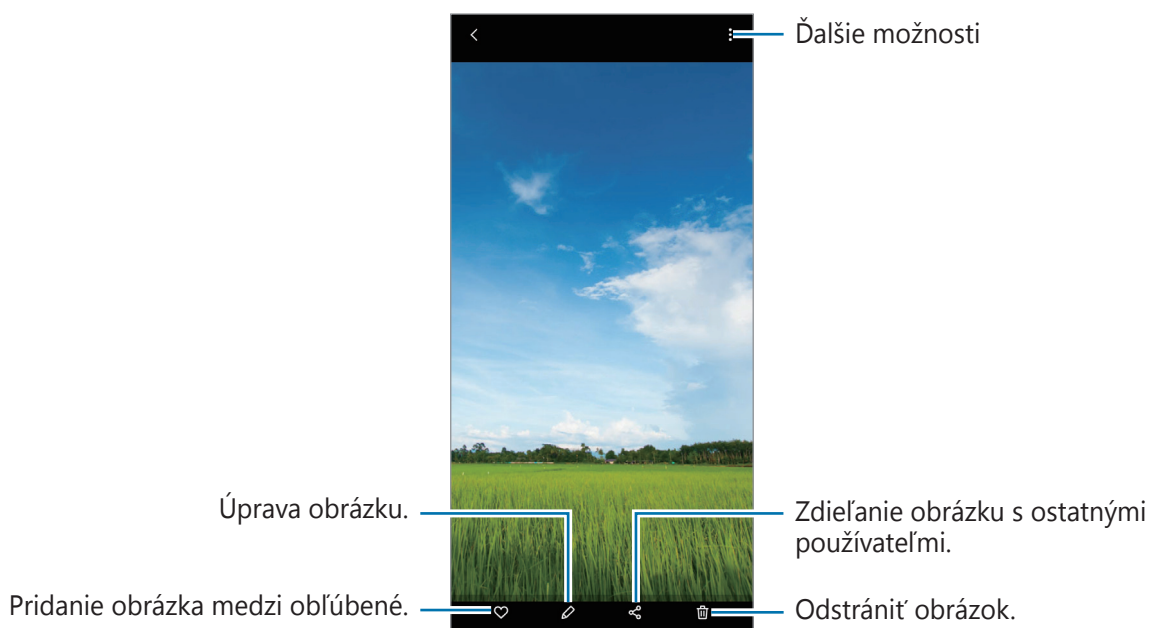 Ďalšie možnosti
Úprava obrázku.
Zdieľanie obrázku s ostatnými
používateľmi.
Pridanie obrázka medzi obľúbené.
Odstrániť obrázok.